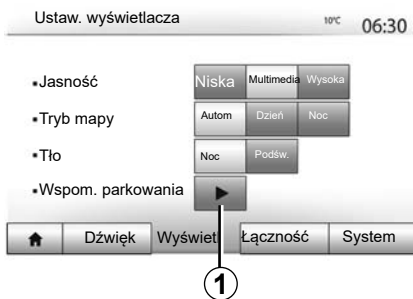 Ustaw. wyświetlacza 10°C 06:30
▪Jasność Niska Multimedia Wysoka
▪Tryb mapy Autom Dzień Noc
▪Tło Noc Podśw.
▪Wspom. parkowania
Dźwięk Wyświetl Łączność System
1